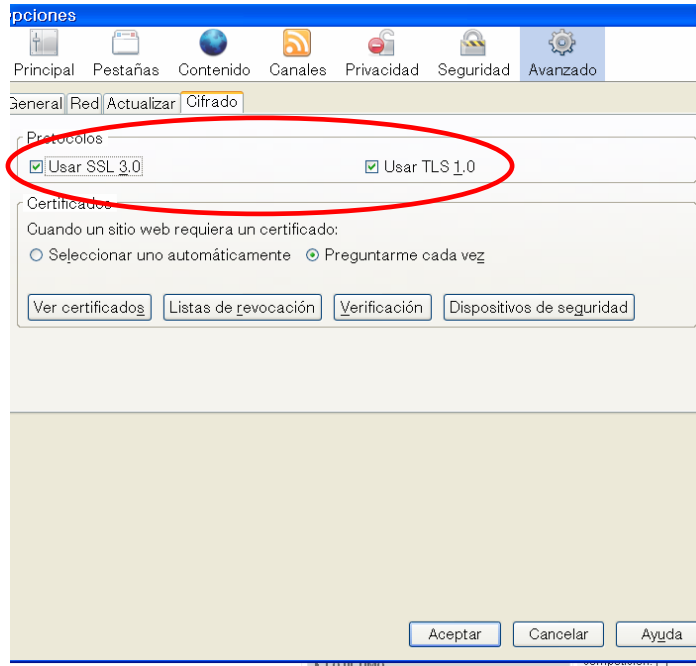 pciones
Principal Pestañas Contenido Canales Privacidad Seguridad Avanzado
General Red Actualizar Cifrado
Protocolos
Usar SSL 3.0 Usar TLS 1.0
Certificados
Cuando un sitio web requiera un certificado:
Seleccionar uno automáticamente Preguntarme cada vez
Ver certificados Listas de revocación Verificación Dispositivos de seguridad
Aceptar Cancelar Ayuda